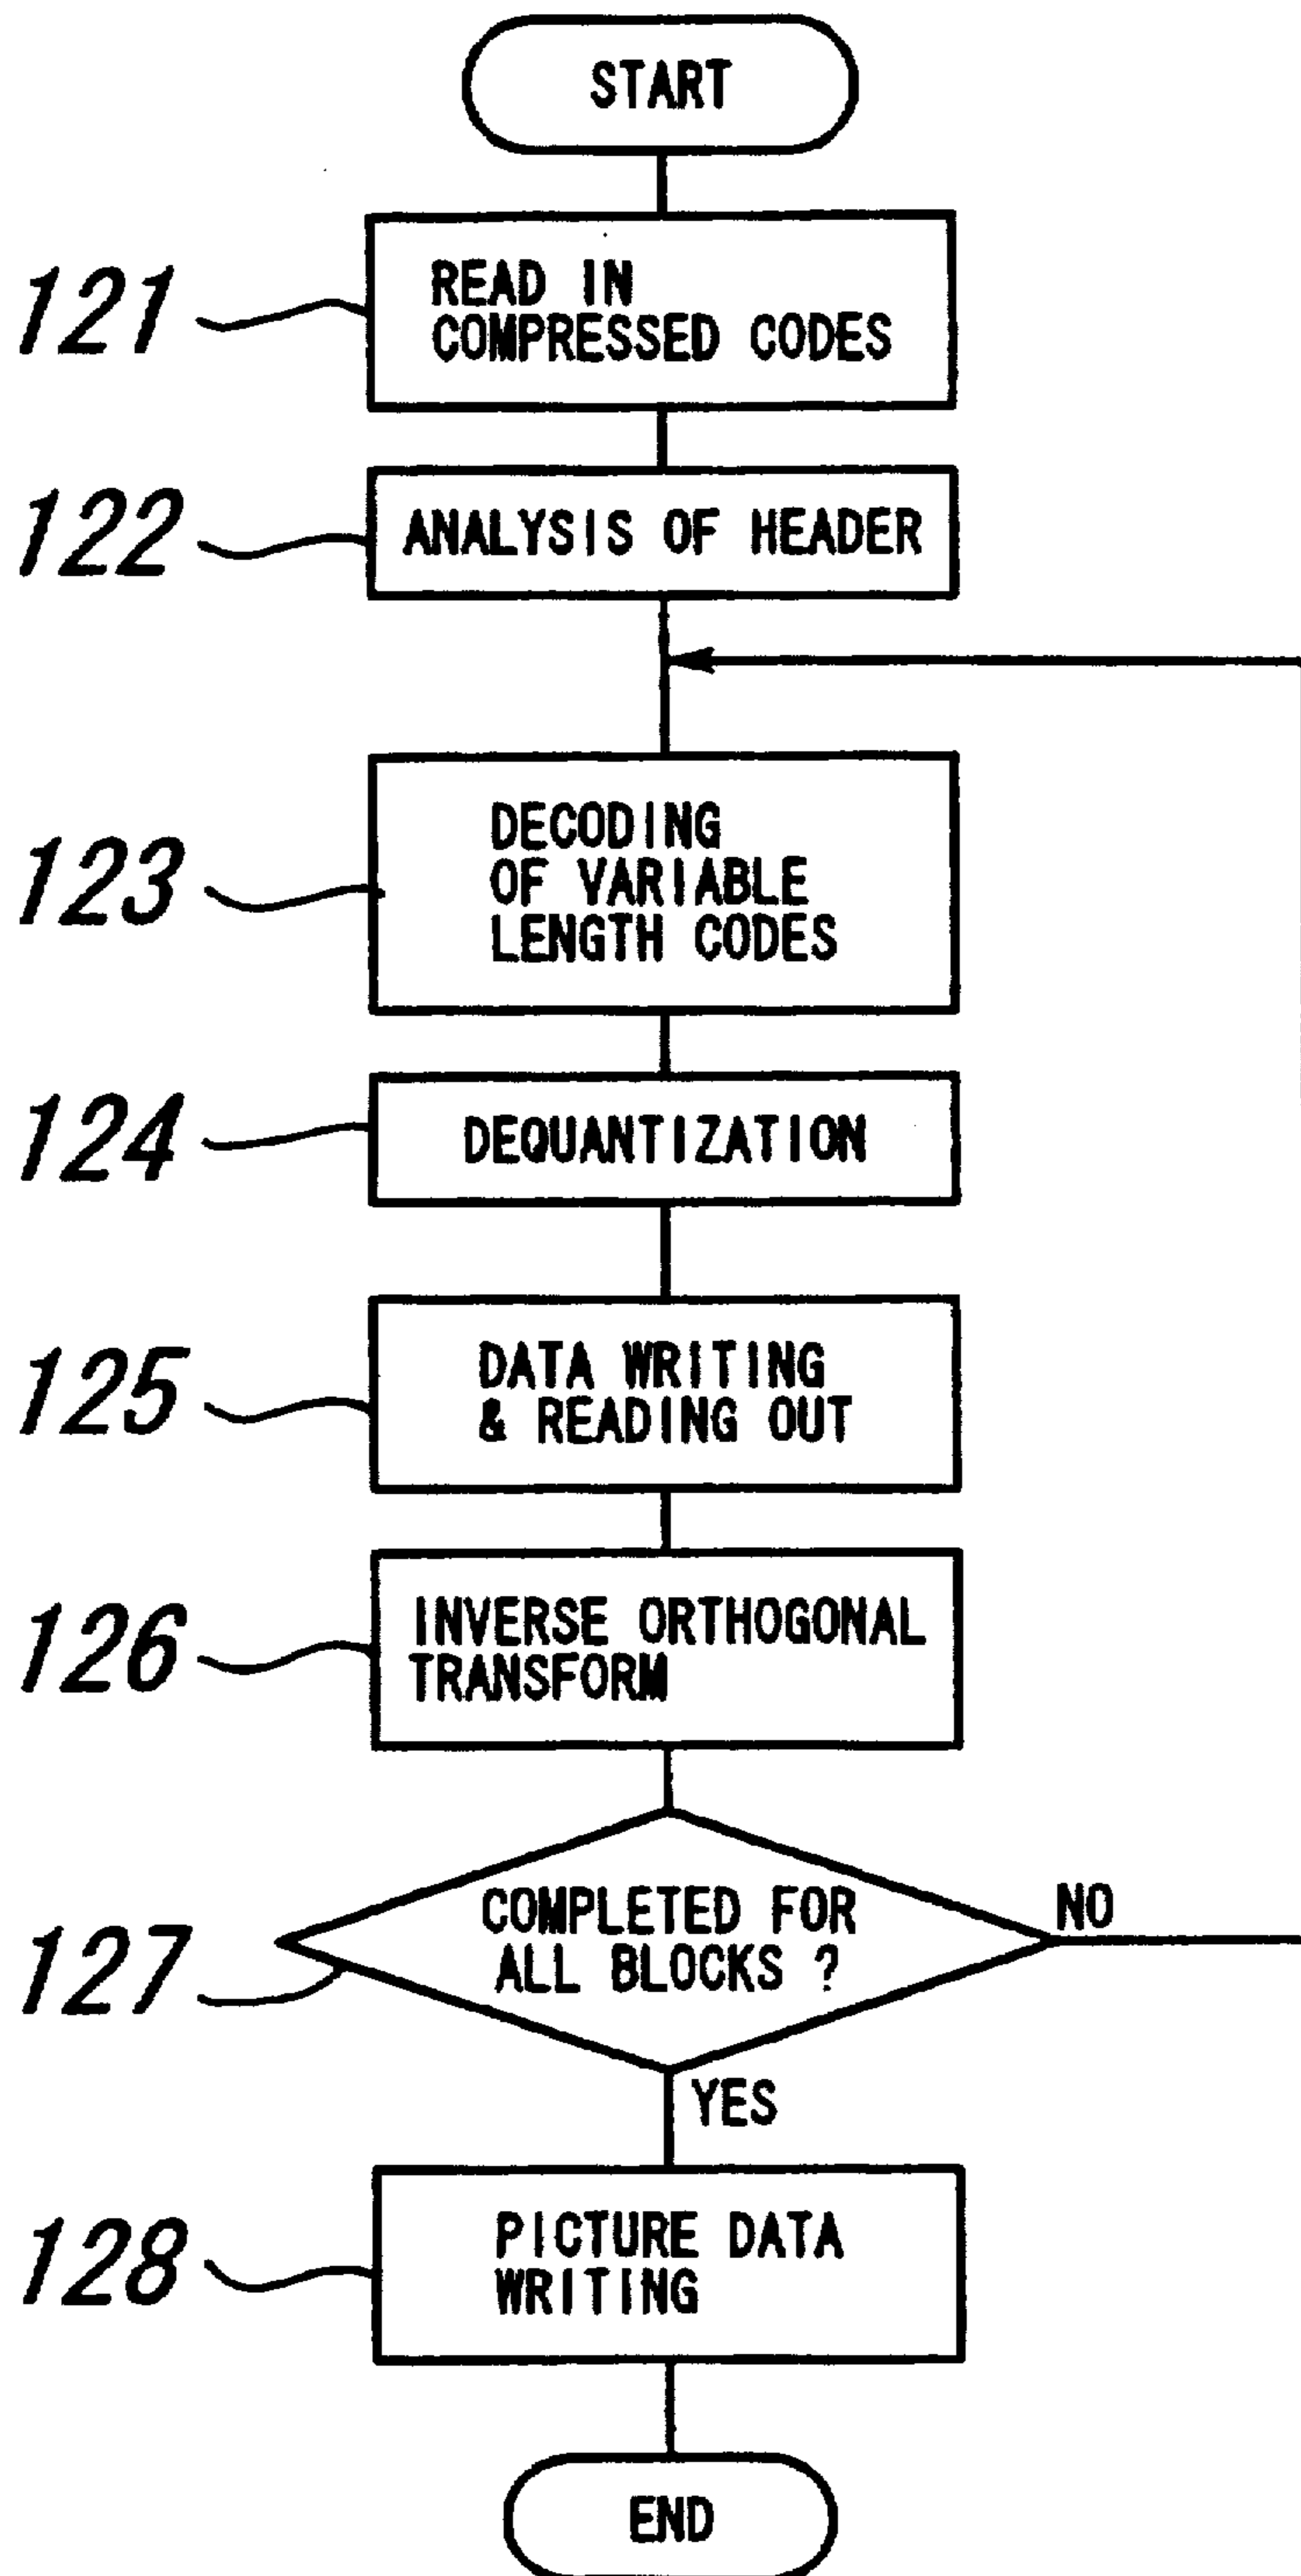 START
121
READ IN
COMPRESSED CODES
122
ANALYSIS OF HEADER
123
DECODING
OF VARIABLE
LENGTH CODES
124
DEQUANTIZATION
125
DATA WRITING
& READING OUT
126
INVERSE ORTHOGONAL
TRANSFORM
127
COMPLETED FOR
ALL BLOCKS ?
NO
YES
128
PICTURE DATA
WRITING
END